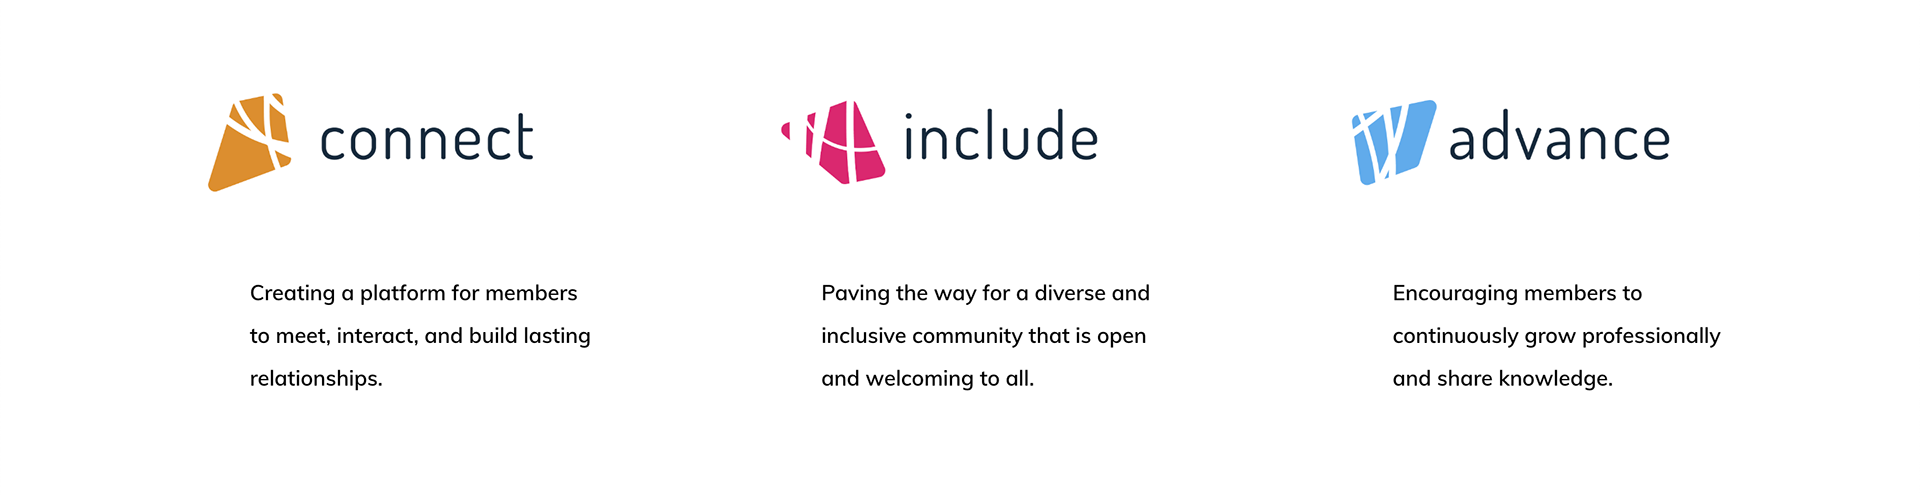 connect
Creating a platform for members
to meet, interact, and build lasting
relationships.
include
Paving the way for a diverse and
inclusive community that is open
and welcoming to all.
advance
Encouraging members to
continuously grow professionally
and share knowledge.